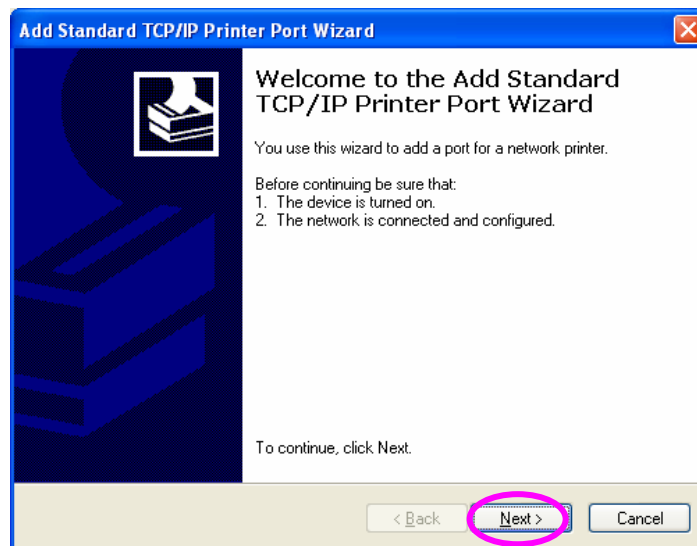 Add Standard TCP/IP Printer Port Wizard
Welcome to the Add Standard
TCP/IP Printer Port Wizard
You use this wizard to add a port for a network printer.
Before continuing be sure that:
1. The device is turned on.
2. The network is connected and configured.
To continue, click Next.
< Back
Next >
Cancel